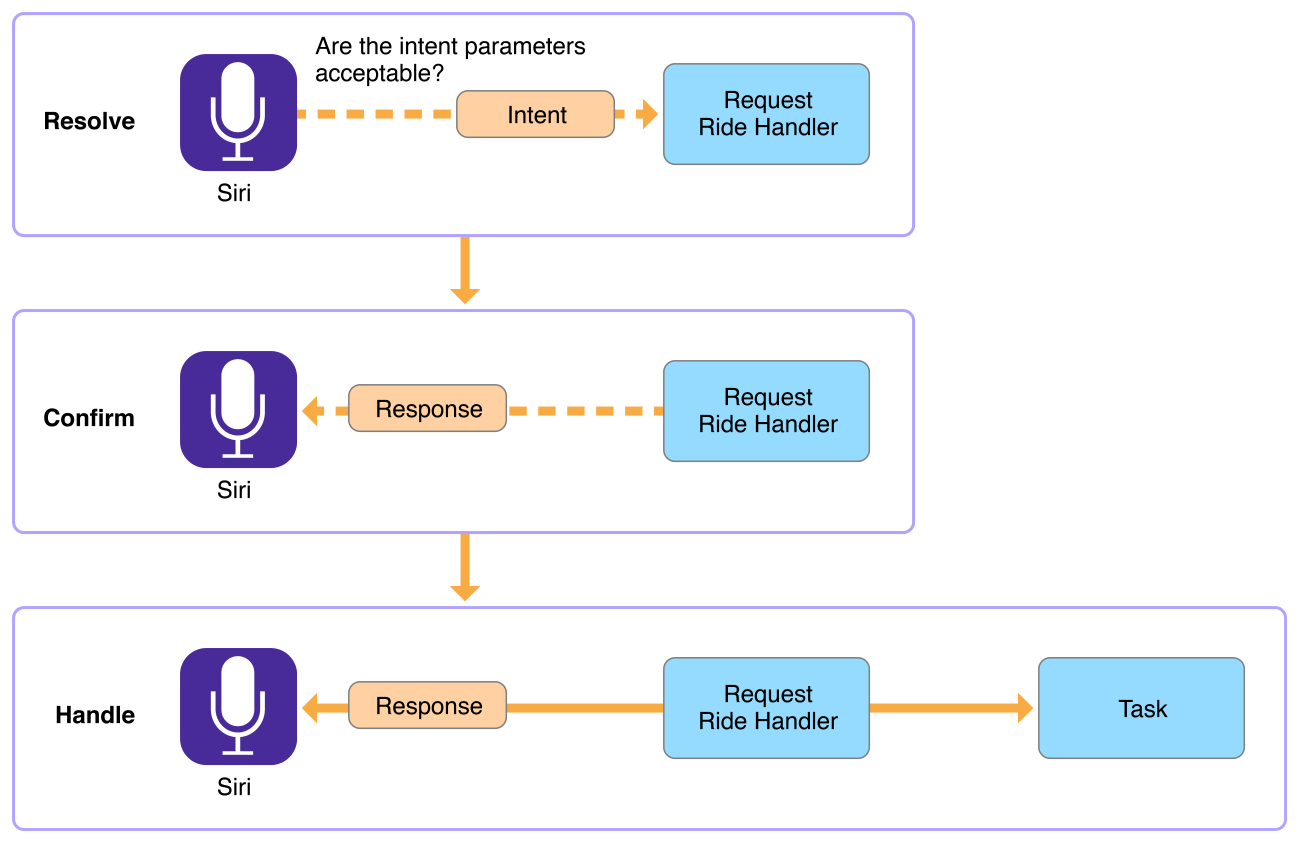 Are the intent parameters
acceptable?
Resolve
Siri
Intent
Request
Ride Handler
Confirm
Siri
Response
Request
Ride Handler
Handle
Siri
Response
Request
Ride Handler
Task